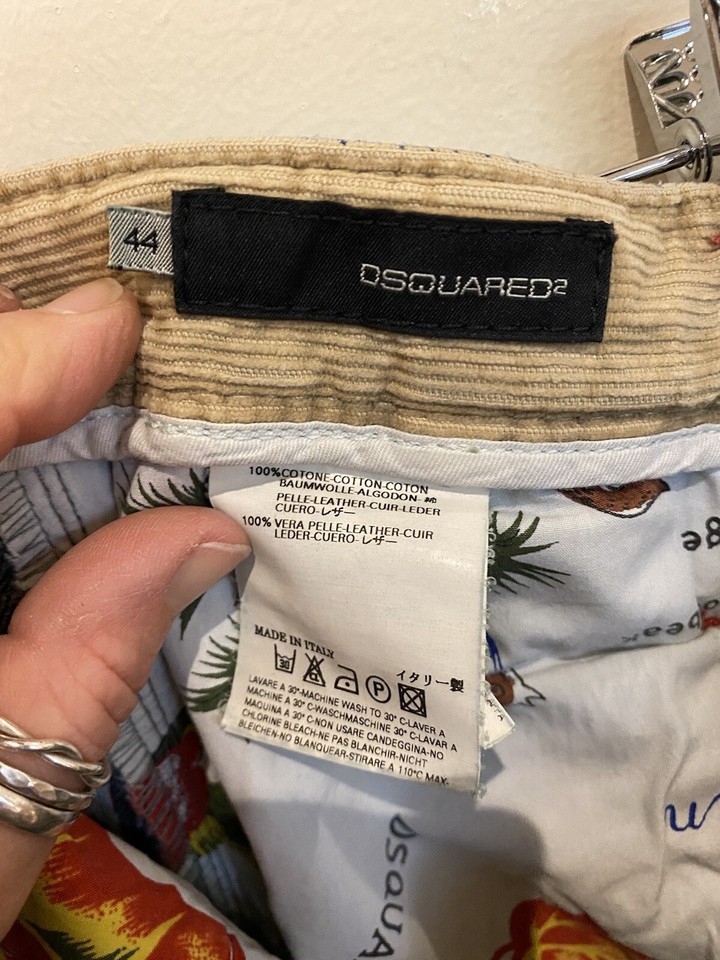 44
DSQUARED2
100%COTONE-COTTON-COTON
BAUMWOLLE-ALGODON-綿
PELLE-LEATHER-CUIR-LEDER
CUERO-レザー
100% VERA PELLE-LEATHER-CUIR
LEDER-CUERO-レザー
MADE IN ITALY
イタリー製
30 CL P
LAVARE A 30°-MACHINE WASH TO 30° C-LAVER A
MACHINE A 30° C-WASCHMASCHINE 30° C-LAVAR A
MAQUINA A 30° C-NON USARE CANDEGGINA-NO
CHLORINE BLEACH-NE PAS BLANCHIR-NICHT
BLEICHEN-NO BLANQUEAR-STIRARE A 110°C MAX-
DSQUA